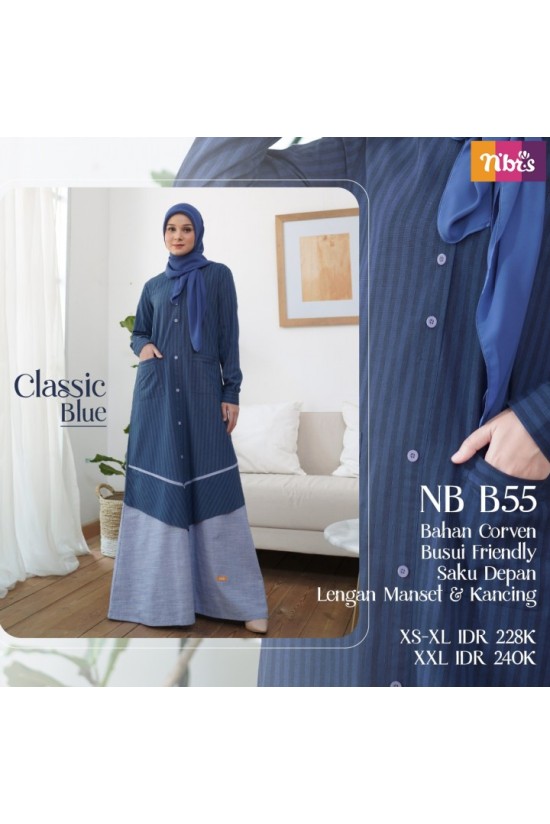 nibr's
Classic
Blue
NB B55
Bahan Corven
Busui Friendly
Saku Depan
Lengan Manset & Kancing
XS-XL IDR 228K
XXL IDR 240K